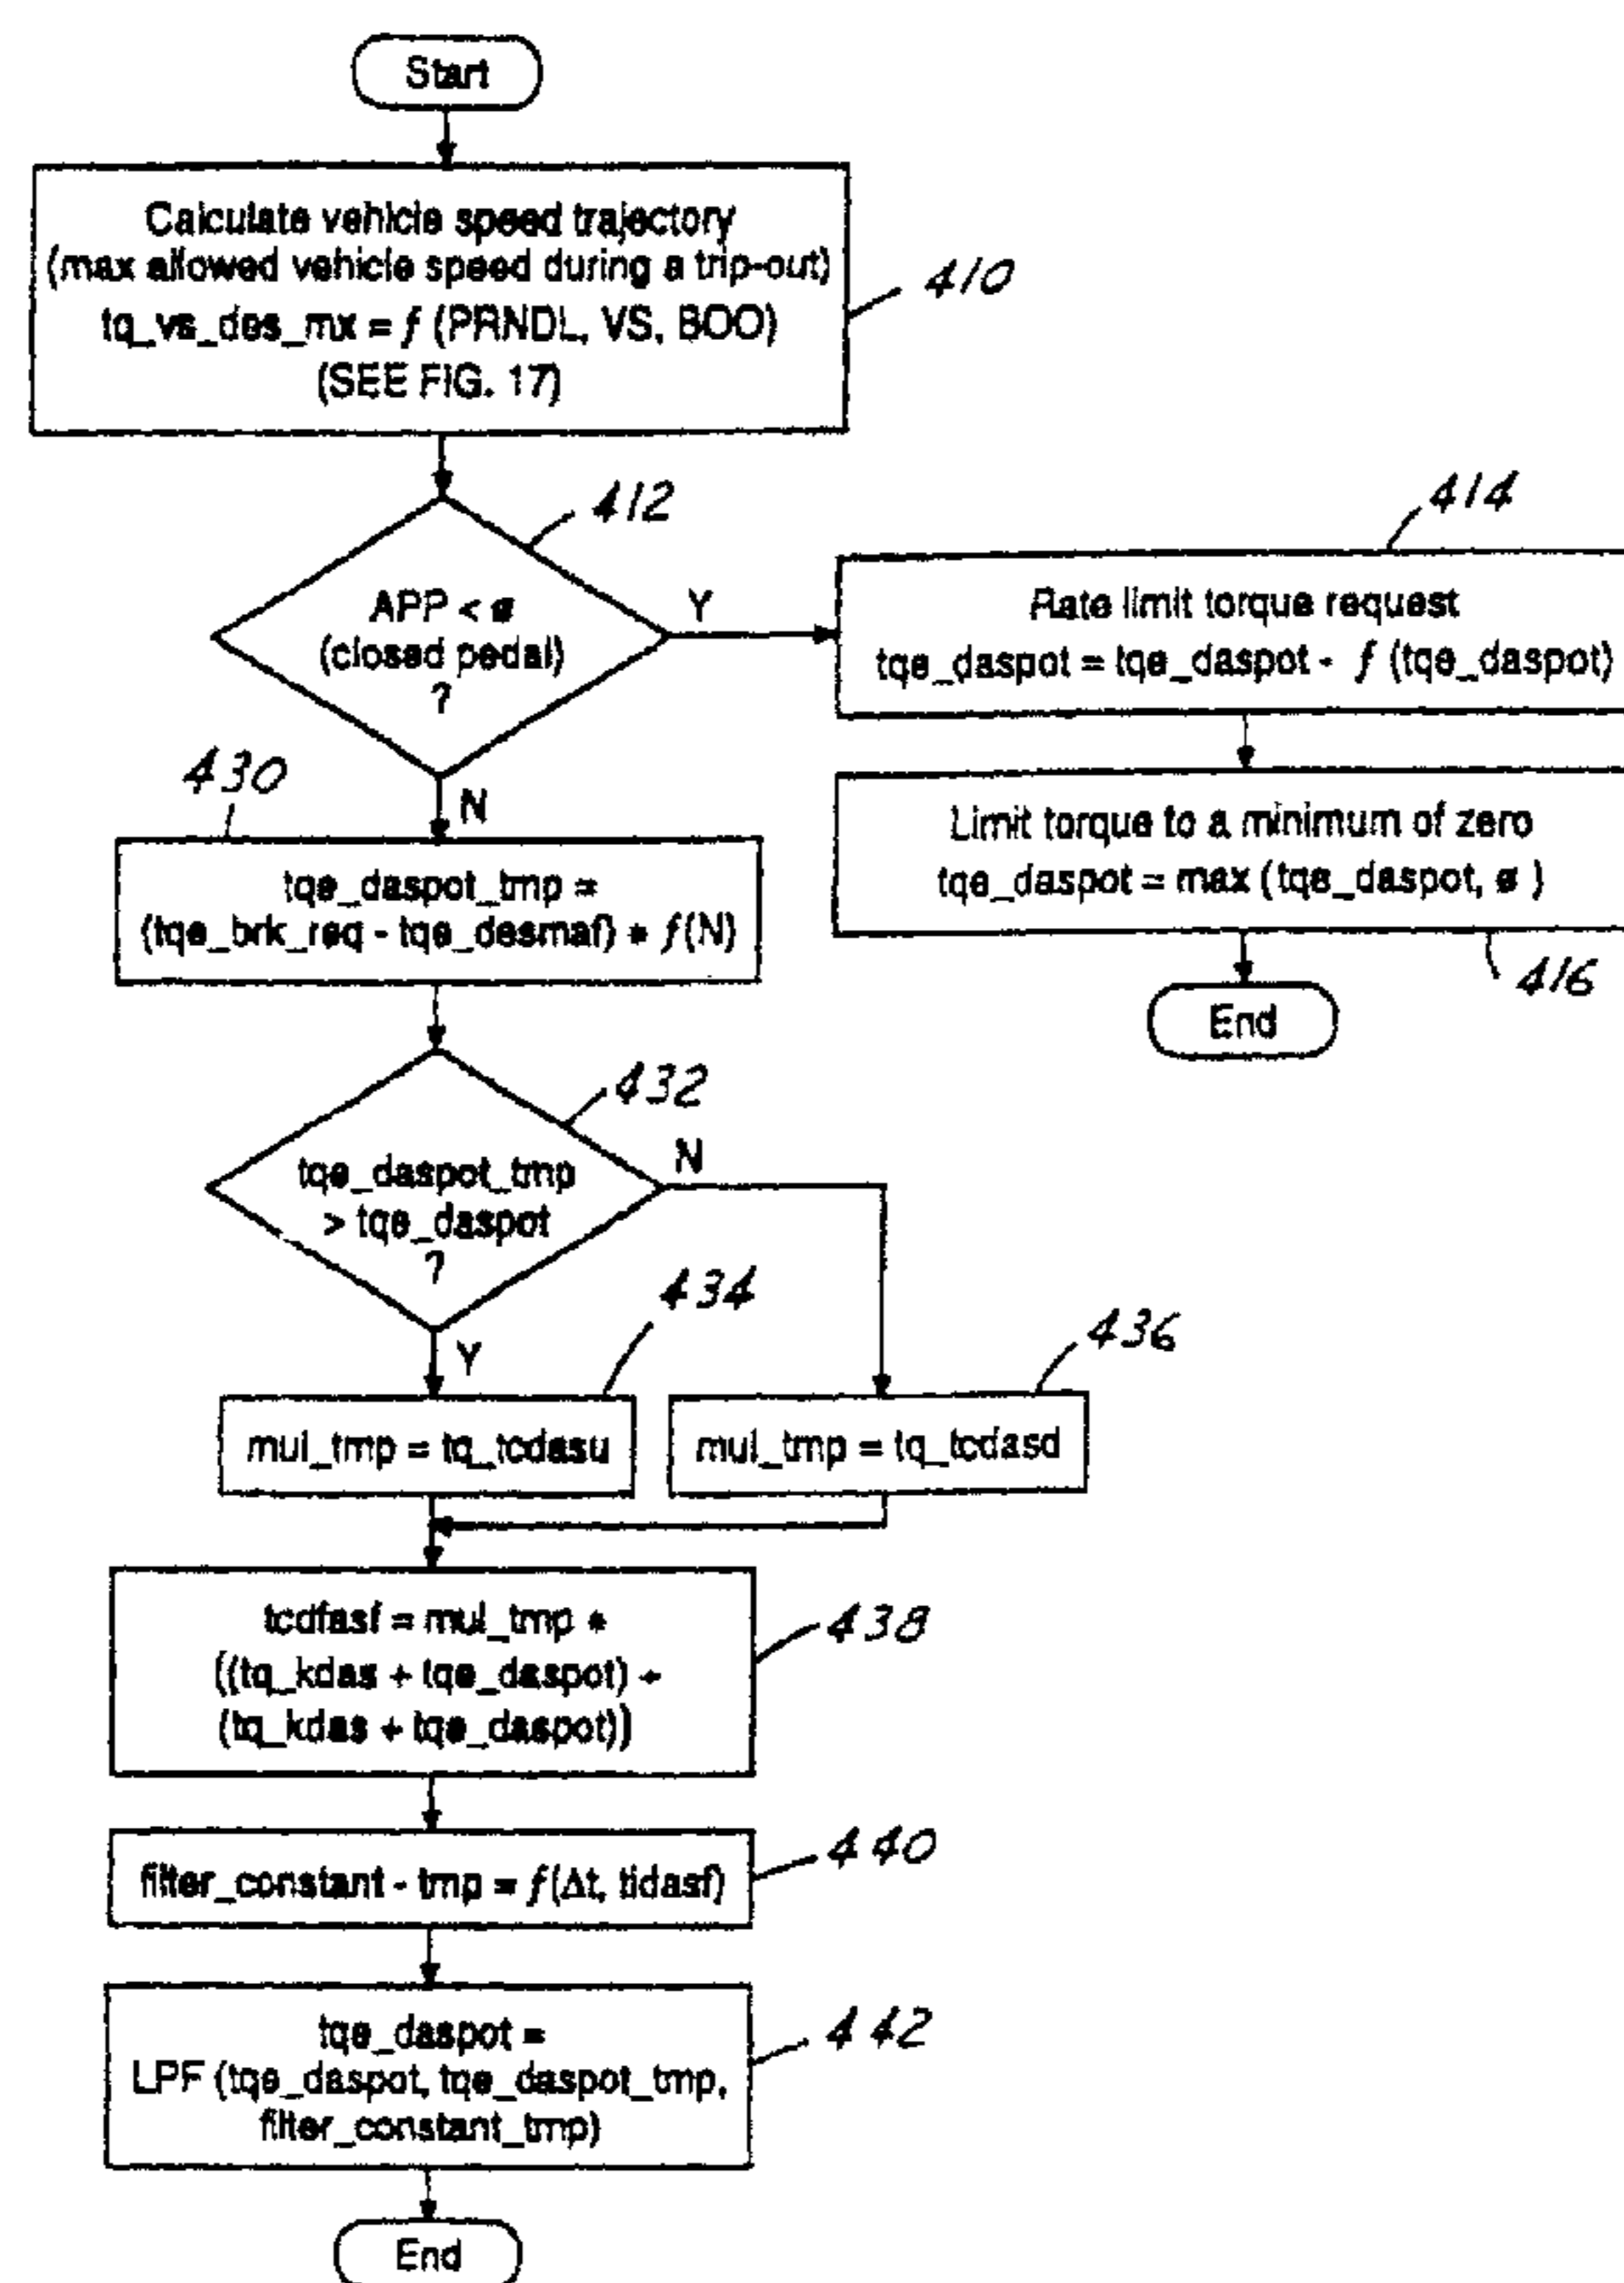 Start
Calculate vehicle speed trajectory
(max allowed vehicle speed during a trip-out)
tq_vs_des_mx = f (PRNDL, VS, BOO)
(SEE FIG. 17)
410
412
APP < ø
(closed pedal)
?
Y
N
414
Rate limit torque request
tqe_daspot = tqe_daspot - f (tqe_daspot)
Limit torque to a minimum of zero
tqe_daspot = max (tqe_daspot, ø )
416
End
430
tqe_daspot_tmp =
(tqe_brk_req - tqe_desmaf) * f(N)
432
tqe_daspot_tmp
> tqe_daspot
?
N
Y
434
mul_tmp = tq_tcdasu
436
mul_tmp = tq_tcdasd
tcdfasf = mul_tmp *
((tq_kdas + tqe_daspot) +
(tq_kdas + tqe_daspot))
438
filter_constant - tmp = f(Δt, tidasf)
440
tqe_daspot =
LPF (tqe_daspot, tqe_daspot_tmp,
filter_constant_tmp)
442
End